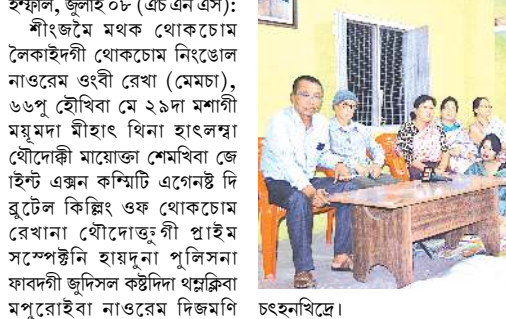 ইম্ফাল, জুলাই ০৮ (এচ এন এস):
শীংজমৈ মথক থোকচোম
লৈকাইদগী থোকচোম নিংঙোল
নাওরেম ওংবী রেখা (মেমচা),
৬৬পু হৌখিবা মে ২৯দা মশাগী
ময়ূমদা মীহাৎ থিনা হাৎলম্বা
থৌদোক্কী মায়োক্তা শেমখিবা জে
ইন্ট এক্সন কম্মিটি এগেনষ্ট দি
ব্রুটেল কিল্লিং ওফ থোকচোম
রেখানা থৌদোক্তুগী প্রাইম
সস্পেক্টনি হায়দুনা পুলিসনা
ফাবদগী জুদিসল কষ্টদিদা থম্লক্লিবা
মপুরোইবা নাওরেম দিজমণি
চৎহনখিদ্রে।